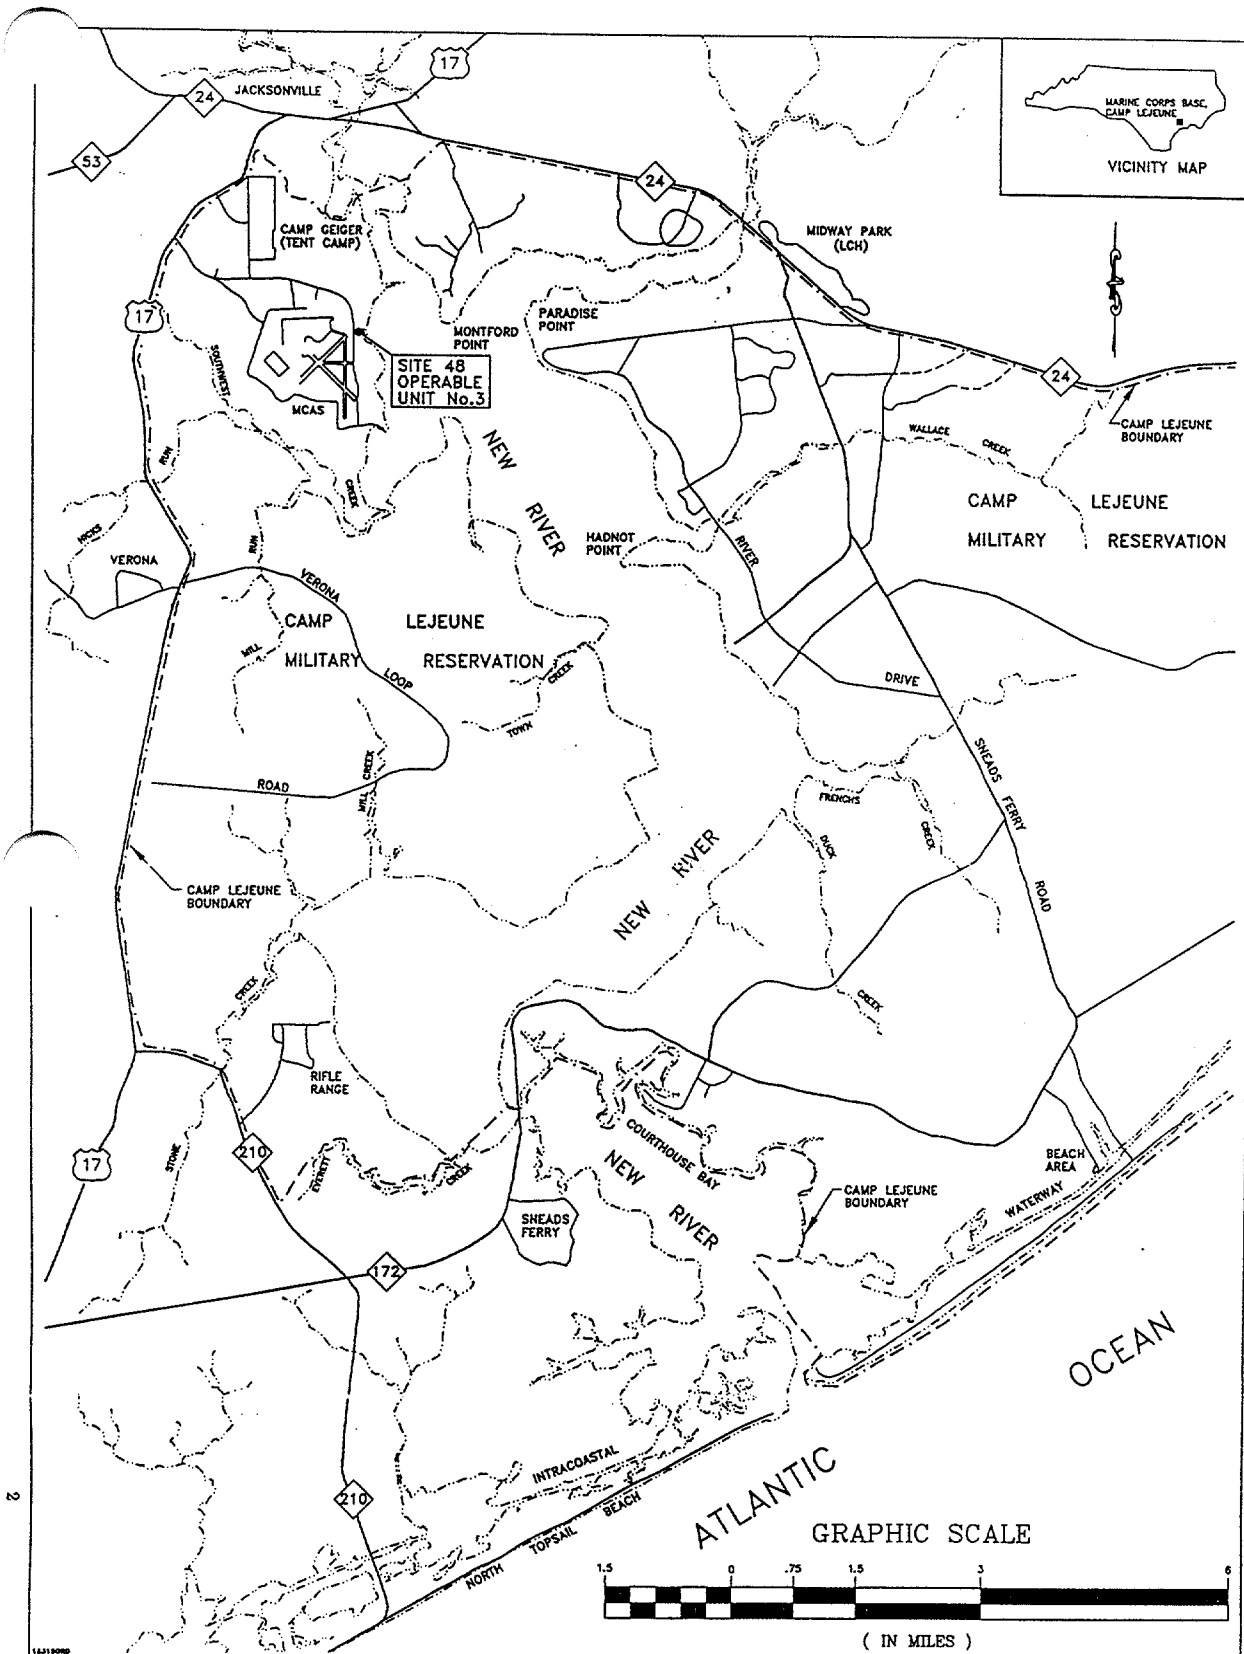 17
JACKSONVILLE
24
53
MARINE CORPS BASE,
CAMP LEJEUNE
VICINITY MAP
24
CAMP GEIGER
(TENT CAMP)
MIDWAY PARK
(LCH)
17
PARADISE
POINT
MONTFORD
POINT
SITE 48
OPERABLE
UNIT No.3
SOUTHWEST
CREEK
MCAS
24
CAMP LEJEUNE
BOUNDARY
WALLACE
CREEK
NEW
RIVER
RUN
HICKS
CAMP LEJEUNE
MILITARY RESERVATION
HADNOT
POINT
RIVER
DRIVE
VERONA
RUN
MILL
VERONA
LOOP
ROAD
CAMP LEJEUNE
MILITARY RESERVATION
CREEK
TOWN
SNEADS
FERRY
ROAD
MILL CREEK
FRENCHS
CREEK
DUCK
CREEK
NEW RIVER
CAMP LEJEUNE
BOUNDARY
CREEK
STONE
RIFLE
RANGE
17
210
EVERETT
CREEK
COURTHOUSE BAY
NEW
RIVER
BEACH
AREA
CAMP LEJEUNE
BOUNDARY
WATERWAY
SNEADS
FERRY
172
OCEAN
ATLANTIC
INTRACOASTAL
210
NORTH TOPSAIL BEACH
2
GRAPHIC SCALE
1.5 0 .75 1.5 3 6
( IN MILES )